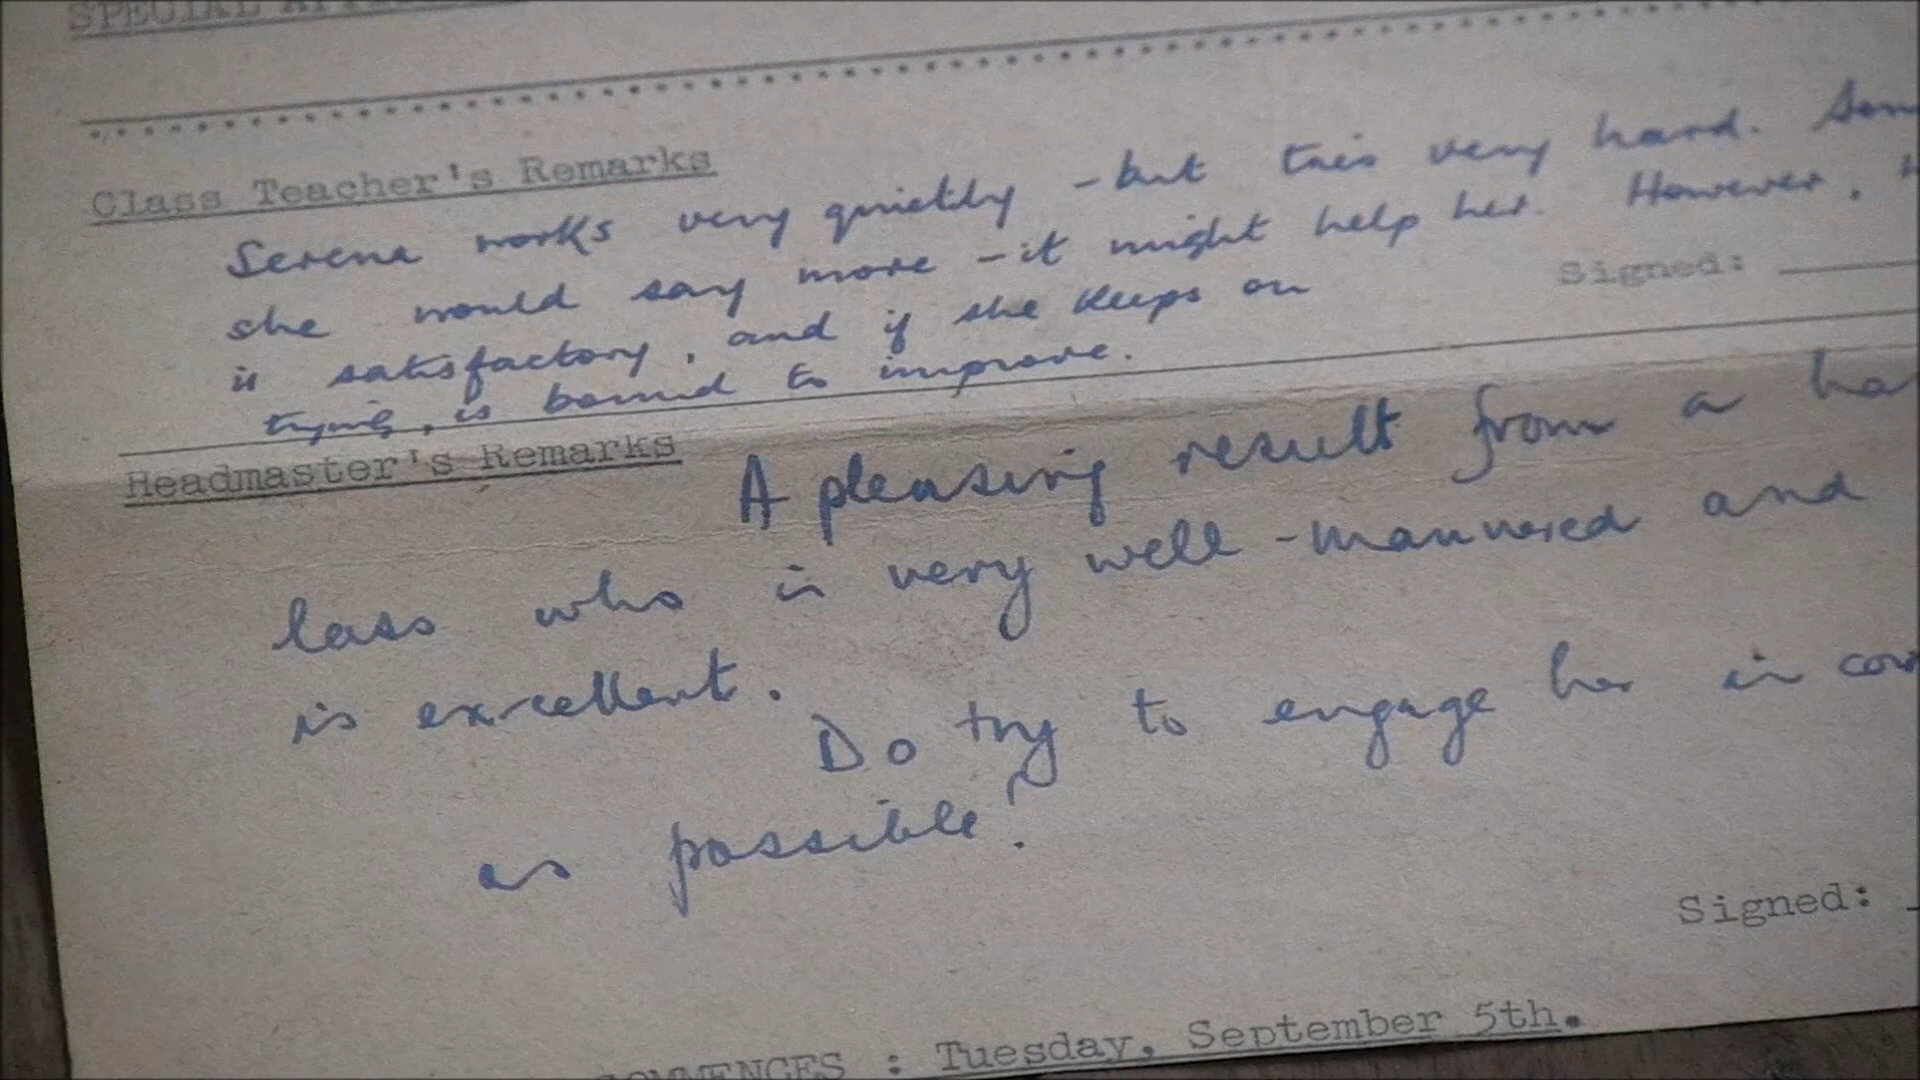 SPECIAL
Class Teacher's Remarks
Serena works very quietly - but tries very hard.
she would say more - it might help her. However,
is satisfactory, and if she keeps on
Signed:
trying, is bound to improve.
Headmaster's Remarks
A pleasing result from a ha
lass who is very well-mannered and
is excellent.
Do try to engage her in con
as possible!
Signed:
COMMENCES : Tuesday, September 5th.